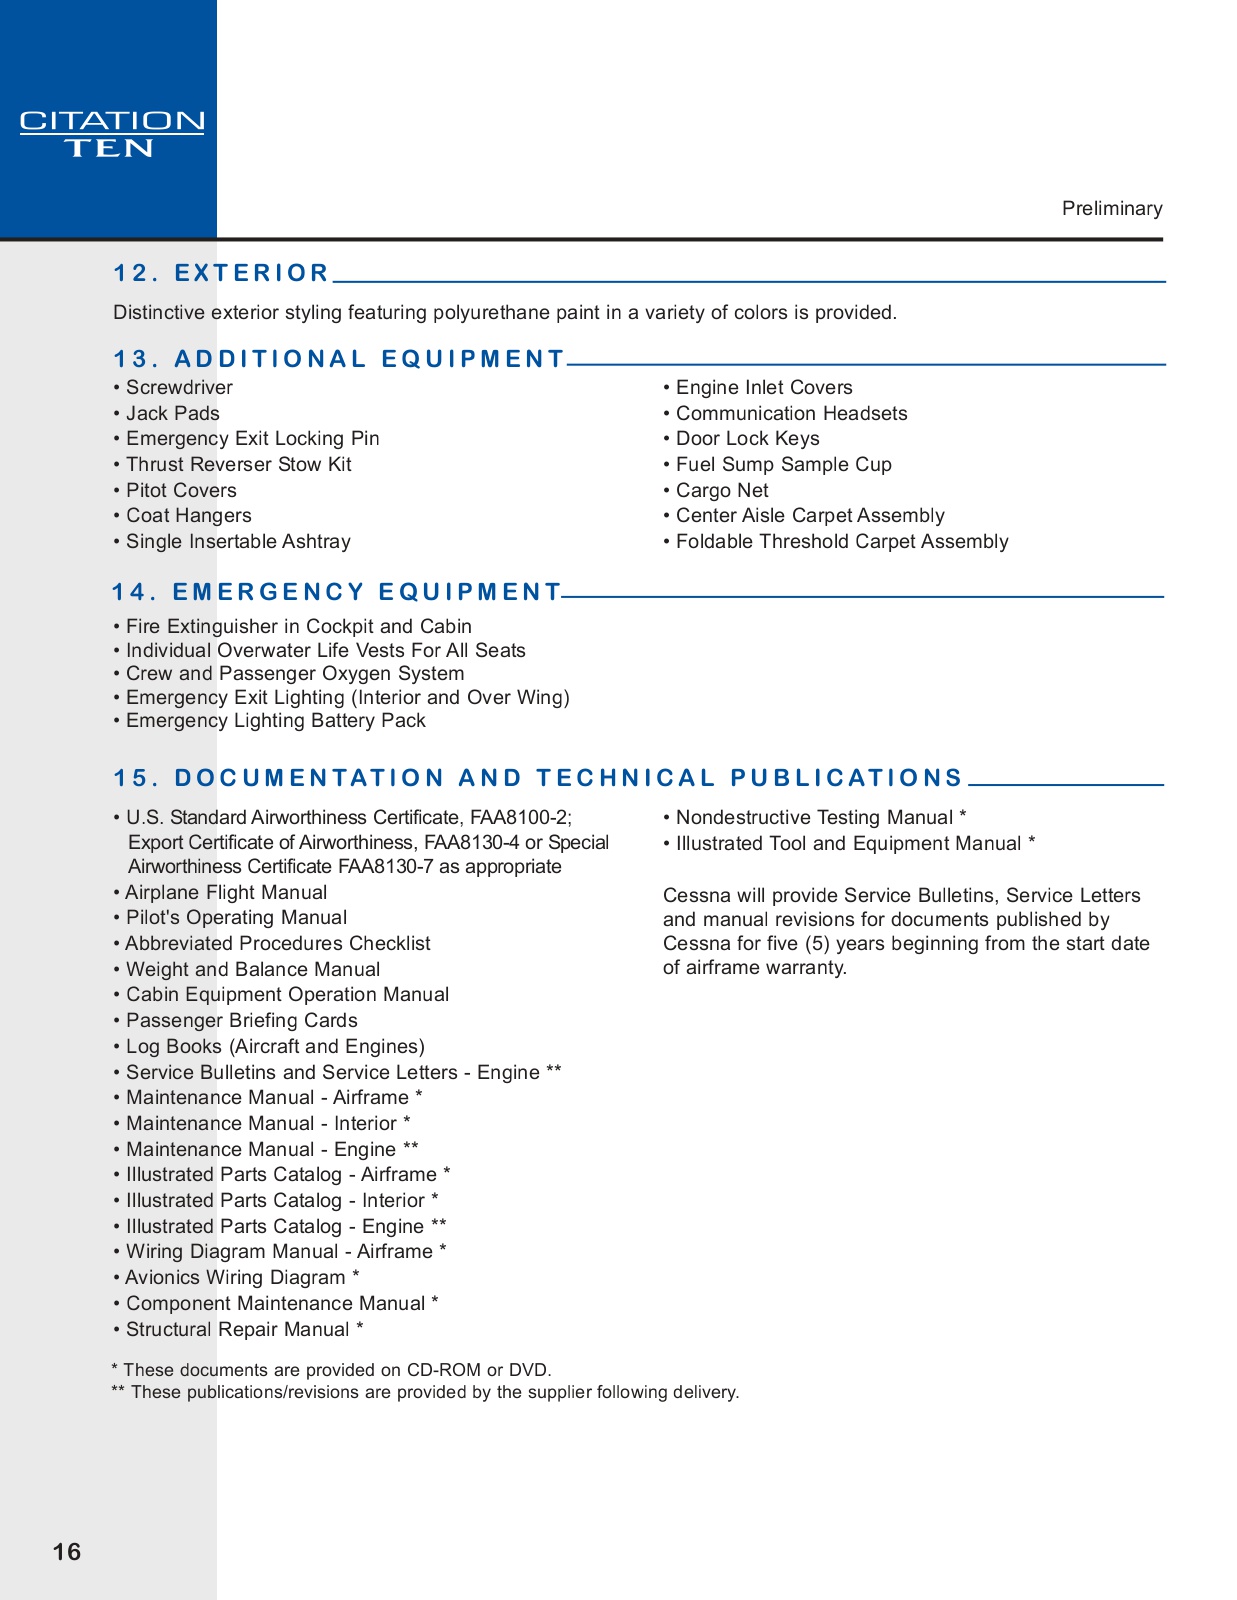 CITATION
TEN
Preliminary
12. EXTERIOR
Distinctive exterior styling featuring polyurethane paint in a variety of colors is provided.
13. ADDITIONAL EQUIPMENT
• Screwdriver
• Jack Pads
• Emergency Exit Locking Pin
• Thrust Reverser Stow Kit
• Pitot Covers
• Coat Hangers
• Single Insertable Ashtray
• Engine Inlet Covers
• Communication Headsets
• Door Lock Keys
• Fuel Sump Sample Cup
• Cargo Net
• Center Aisle Carpet Assembly
• Foldable Threshold Carpet Assembly
14. EMERGENCY EQUIPMENT
• Fire Extinguisher in Cockpit and Cabin
• Individual Overwater Life Vests For All Seats
• Crew and Passenger Oxygen System
• Emergency Exit Lighting (Interior and Over Wing)
• Emergency Lighting Battery Pack
15. DOCUMENTATION AND TECHNICAL PUBLICATIONS
• U.S. Standard Airworthiness Certificate, FAA8100-2;
Export Certificate of Airworthiness, FAA8130-4 or Special
Airworthiness Certificate FAA8130-7 as appropriate
• Airplane Flight Manual
• Pilot's Operating Manual
• Abbreviated Procedures Checklist
• Weight and Balance Manual
• Cabin Equipment Operation Manual
• Passenger Briefing Cards
• Log Books (Aircraft and Engines)
• Service Bulletins and Service Letters - Engine **
• Maintenance Manual - Airframe *
• Maintenance Manual - Interior *
• Maintenance Manual - Engine **
• Illustrated Parts Catalog - Airframe *
• Illustrated Parts Catalog - Interior *
• Illustrated Parts Catalog - Engine **
• Wiring Diagram Manual - Airframe *
• Avionics Wiring Diagram *
• Component Maintenance Manual *
• Structural Repair Manual *
• Nondestructive Testing Manual *
• Illustrated Tool and Equipment Manual *
Cessna will provide Service Bulletins, Service Letters
and manual revisions for documents published by
Cessna for five (5) years beginning from the start date
of airframe warranty.
* These documents are provided on CD-ROM or DVD.
** These publications/revisions are provided by the supplier following delivery.
16